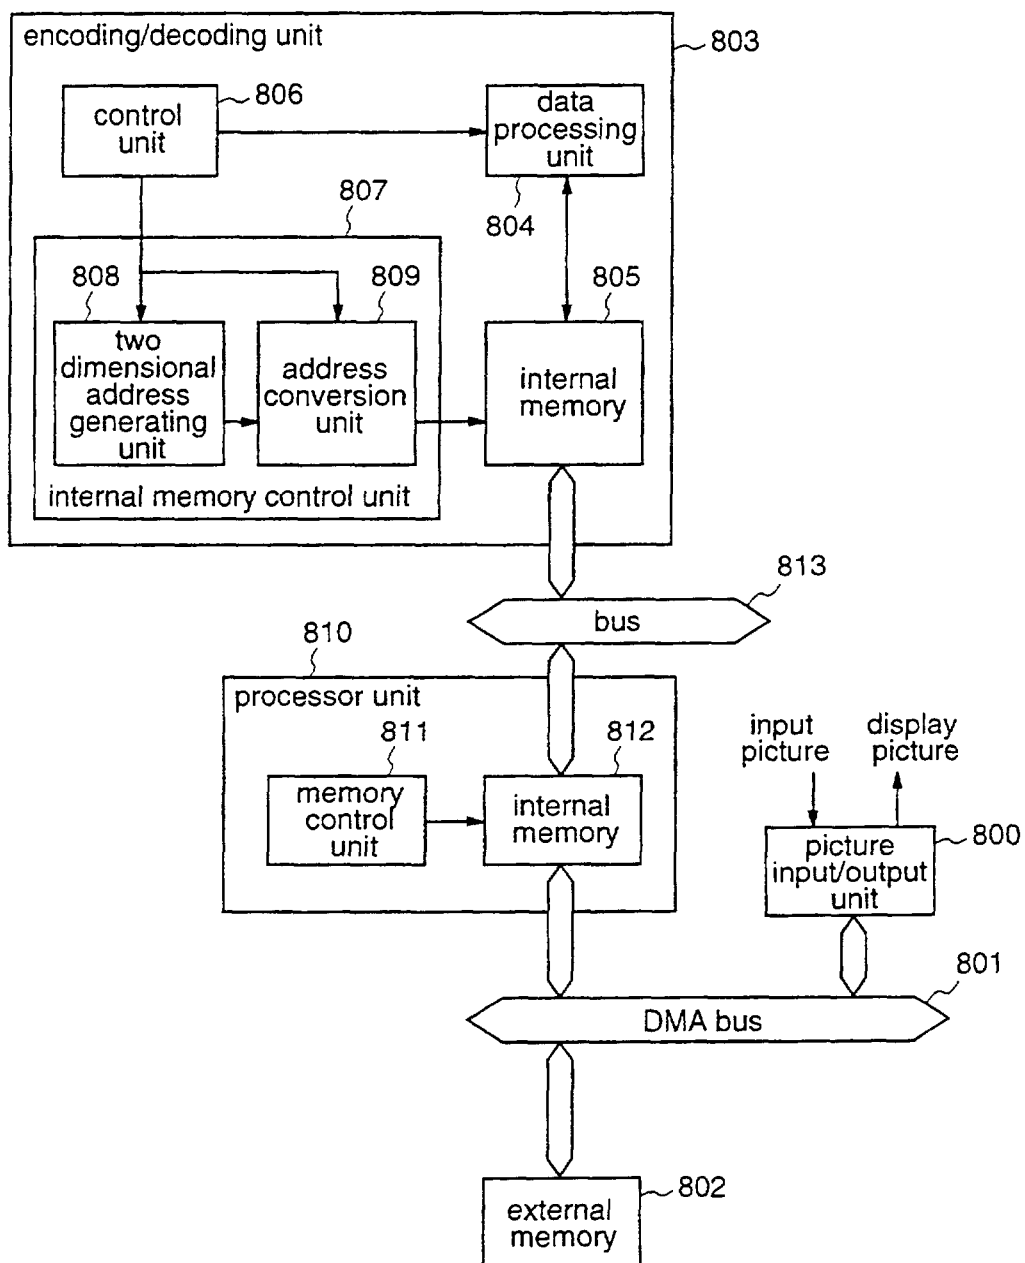 encoding/decoding unit
803
806
control
unit
data
processing
unit
804
807
808
809
805
two
dimensional
address
generating
unit
address
conversion
unit
internal
memory
internal memory control unit
813
bus
810
processor unit
811
812
memory
control
unit
internal
memory
input
picture
display
picture
800
picture
input/output
unit
801
DMA bus
802
external
memory